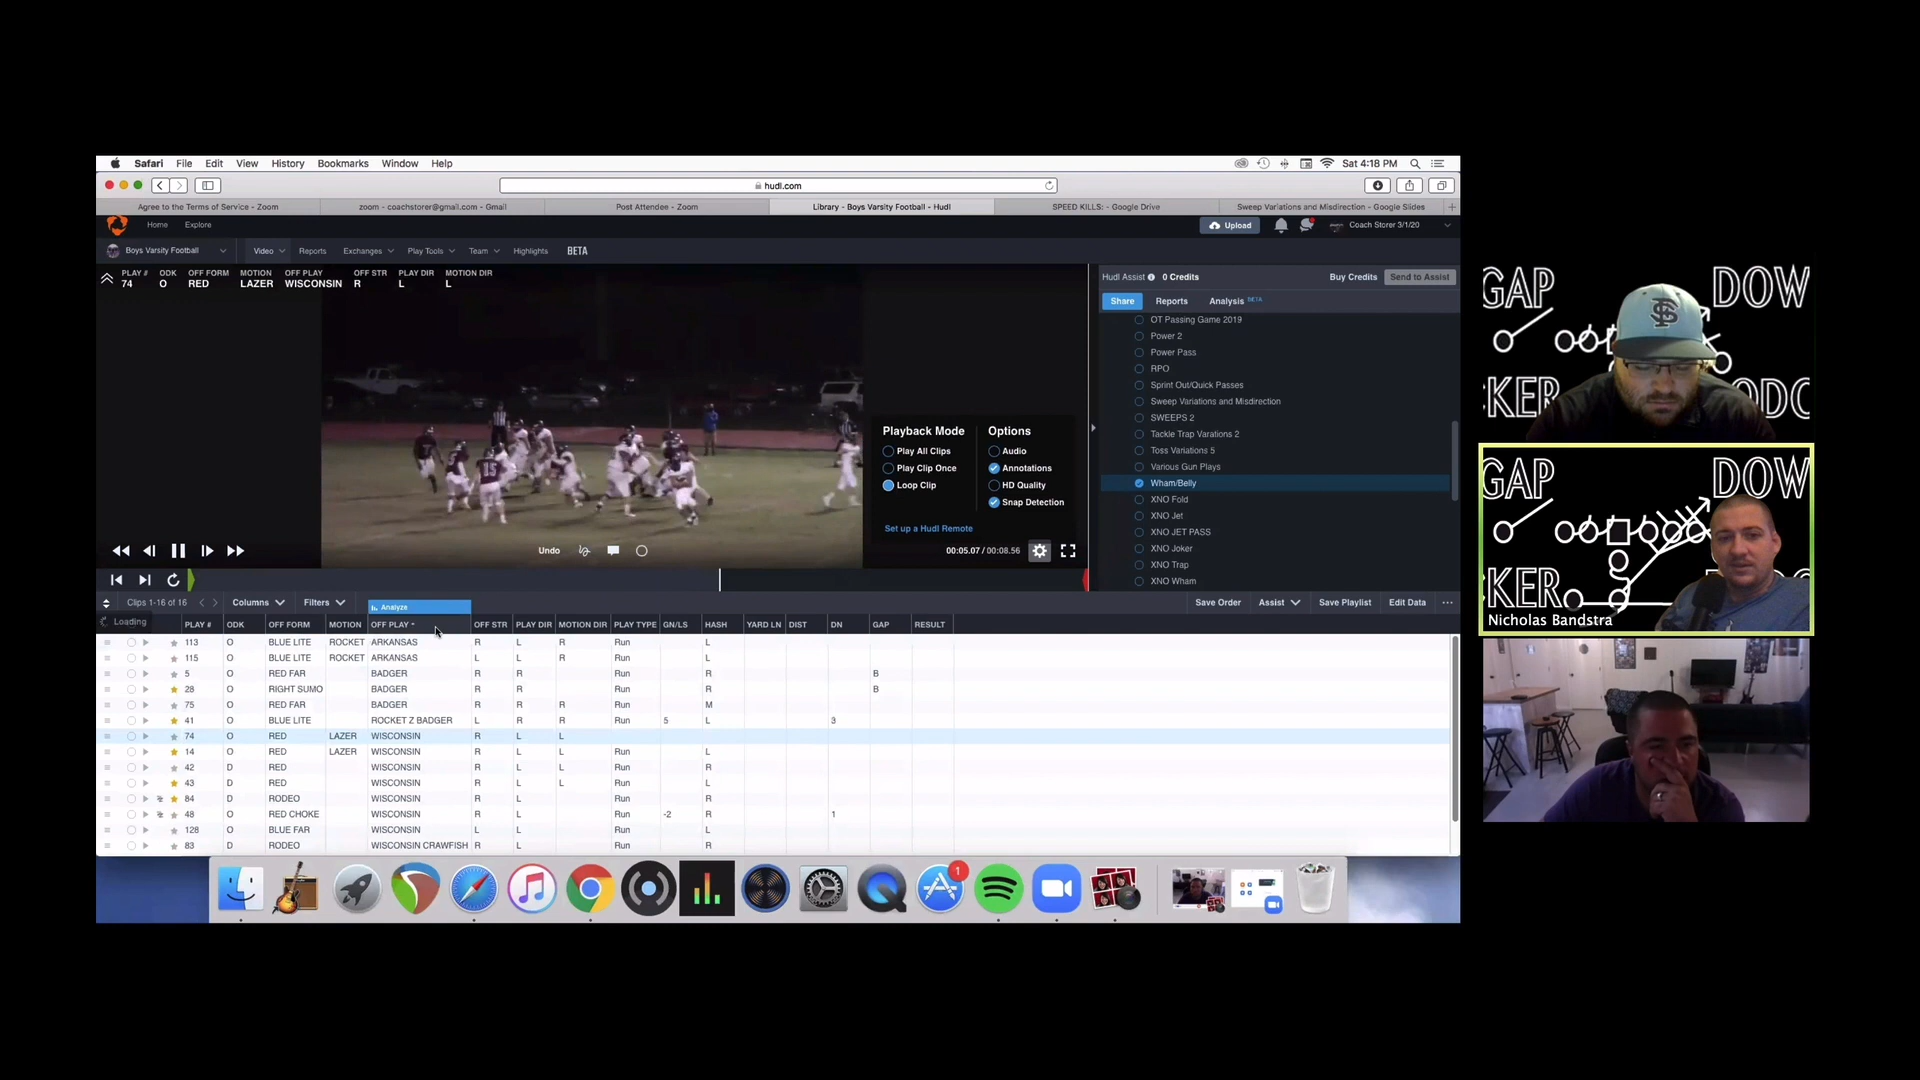 Safari File Edit View History Bookmarks Window Help Sat 4:18 PM
hudl.com
Agree to the Terms of Service - Zoom zoom - coachstorer@gmail.com - Gmail Post Attendee - Zoom Library - Boys Varsity Football - Hudl SPEED KILLS: - Google Drive Sweep Variations and Misdirection - Google Slides
Home Explore Upload Coach Storer 3/1/20
Boys Varsity Football Video Reports Exchanges Play Tools Team Highlights BETA
PLAY # ODK OFF FORM MOTION OFF PLAY OFF STR PLAY DIR MOTION DIR
74 O RED LAZER WISCONSIN R L L
15
Playback Mode Options
Play All Clips Audio
Play Clip Once Annotations
Loop Clip HD Quality
Snap Detection
Set up a Hudl Remote
Undo 00:05.07 / 00:08.56
Hudl Assist 0 Credits Buy Credits Send to Assist
Share Reports Analysis BETA
OT Passing Game 2019
Power 2
Power Pass
RPO
Sprint Out/Quick Passes
Sweep Variations and Misdirection
SWEEPS 2
Tackle Trap Varations 2
Toss Variations 5
Various Gun Plays
Wham/Belly
XNO Fold
XNO Jet
XNO JET PASS
XNO Joker
XNO Trap
XNO Wham
Clips 1-16 of 16 Columns Filters Analyze Save Order Assist Save Playlist Edit Data
Loading PLAY # ODK OFF FORM MOTION OFF PLAY OFF STR PLAY DIR MOTION DIR PLAY TYPE GN/LS HASH YARD LN DIST DN GAP RESULT
113 O BLUE LITE ROCKET ARKANSAS R L R Run L
115 O BLUE LITE ROCKET ARKANSAS L L R Run L
5 O RED FAR BADGER R R Run R B
28 O RIGHT SUMO BADGER R R Run R B
75 O RED FAR BADGER R R R Run M
41 O BLUE LITE ROCKET Z BADGER L R R Run 5 L 3
74 O RED LAZER WISCONSIN R L L
14 O RED LAZER WISCONSIN R L L Run L
42 D RED WISCONSIN R L L Run R
43 D RED WISCONSIN R L L Run L
84 D RODEO WISCONSIN R L Run R
48 O RED CHOKE WISCONSIN R L Run -2 R 1
128 O BLUE FAR WISCONSIN L L Run L
83 D RODEO WISCONSIN CRAWFISH R L Run R
1
GAP DOW
CKER ODC
GAP DOW
CKER
Nicholas Bandstra